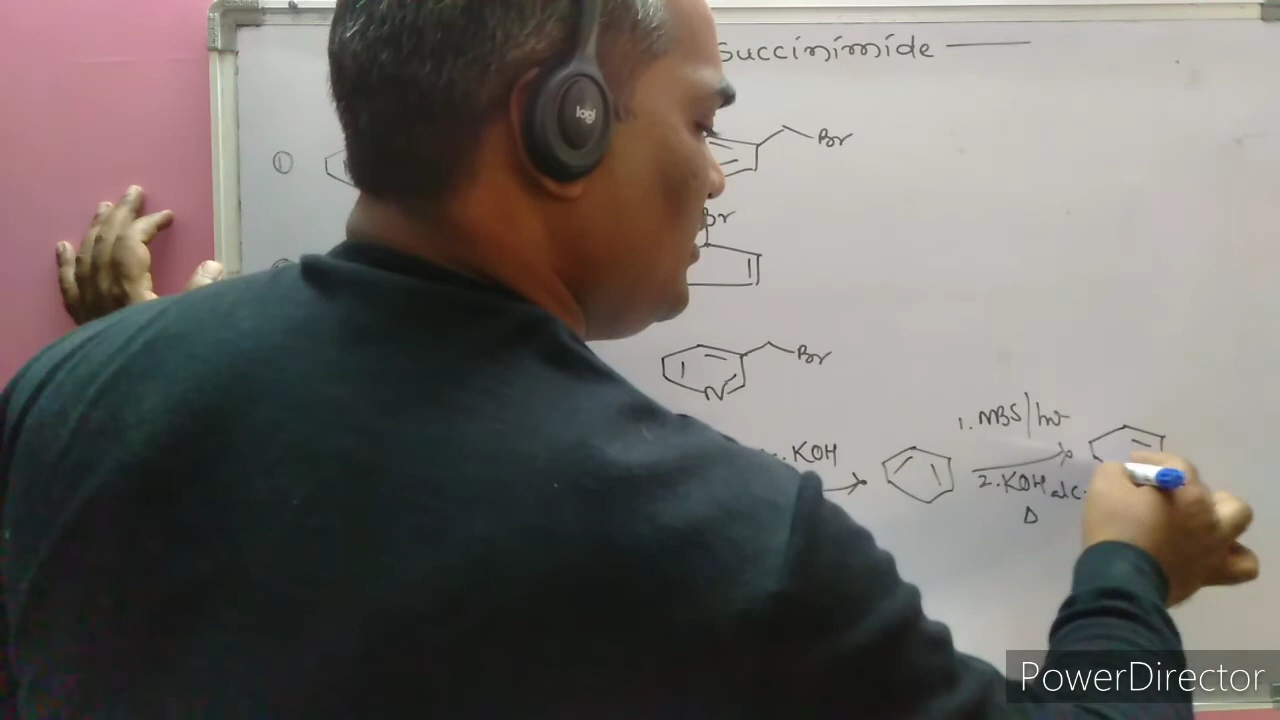 succinimide
①
Br
Br
Br
N
1. NBS/hν
. KOH
2. KOH alc.
Δ
logi
PowerDirector